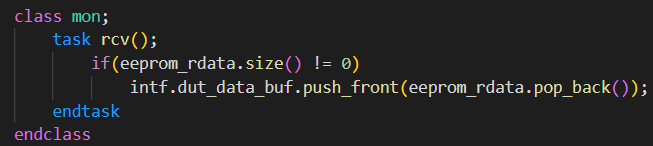 class mon;
    task rcv();
        if(eeprom_rdata.size() != 0)
            intf.dut_data_buf.push_front(eeprom_rdata.pop_back());
    endtask
endclass